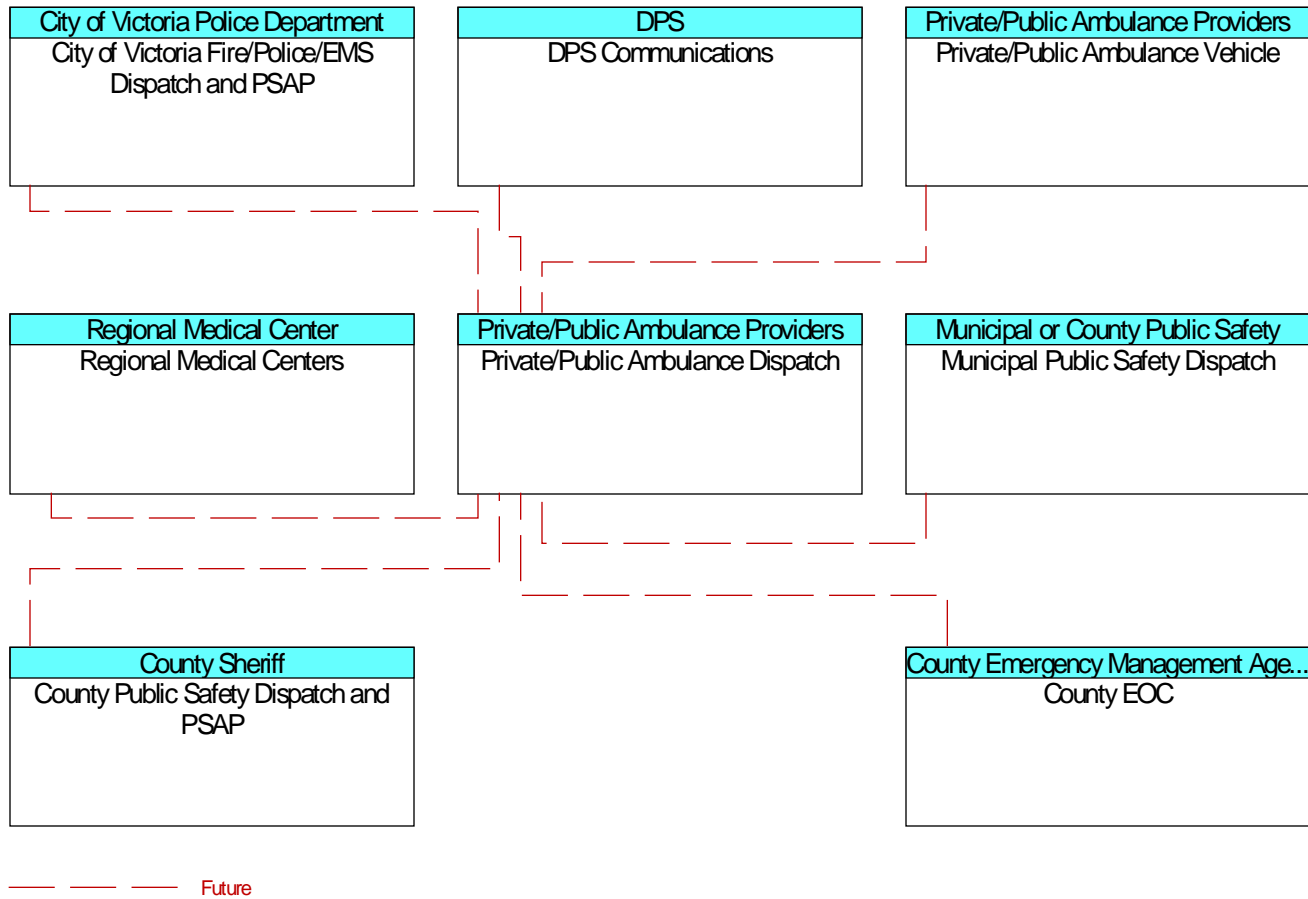 City of Victoria Police Department
City of Victoria Fire/Police/EMS
Dispatch and PSAP
DPS
DPS Communications
Private/Public Ambulance Providers
Private/Public Ambulance Vehicle
Regional Medical Center
Regional Medical Centers
Private/Public Ambulance Providers
Private/Public Ambulance Dispatch
Municipal or County Public Safety
Municipal Public Safety Dispatch
County Sheriff
County Public Safety Dispatch and
PSAP
County Emergency Management Age...
County EOC
Future